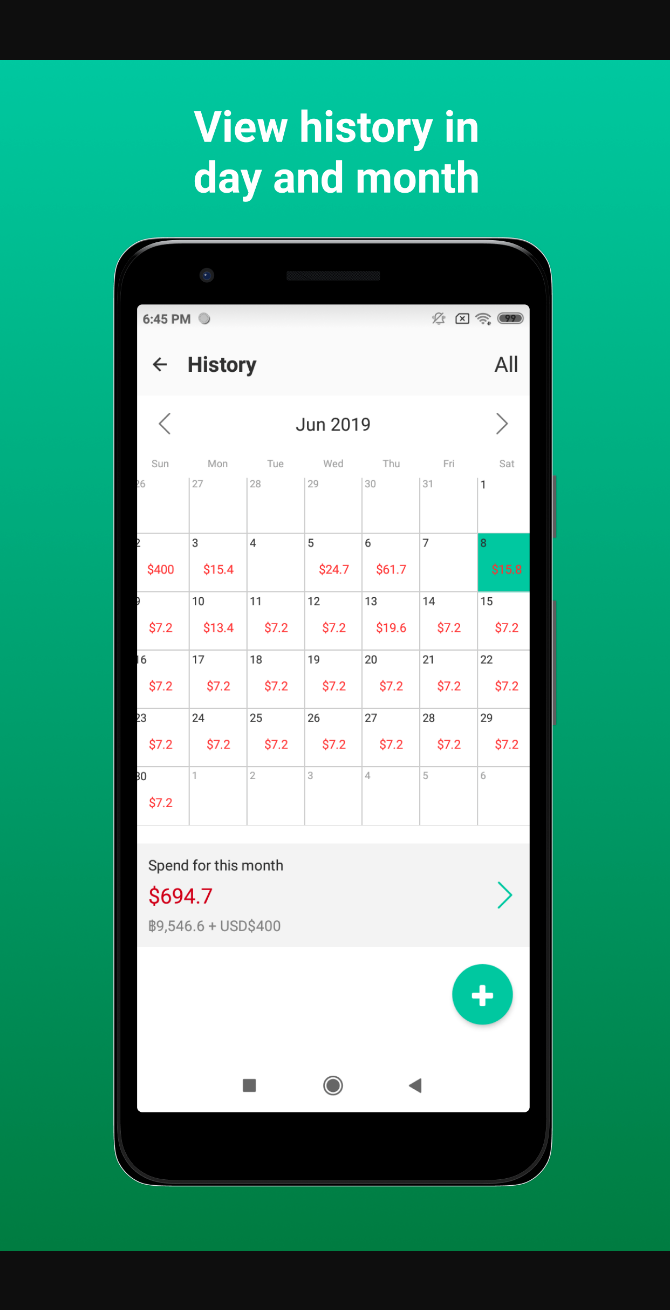 View history in
day and month
6:45 PM 99
History All
Jun 2019
Sun Mon Tue Wed Thu Fri Sat
26 27 28 29 30 31 1
2 3 4 5 6 7 8
$400 $15.4 $24.7 $61.7 $15.8
9 10 11 12 13 14 15
$7.2 $13.4 $7.2 $7.2 $19.6 $7.2 $7.2
16 17 18 19 20 21 22
$7.2 $7.2 $7.2 $7.2 $7.2 $7.2 $7.2
23 24 25 26 27 28 29
$7.2 $7.2 $7.2 $7.2 $7.2 $7.2 $7.2
30 1 2 3 4 5 6
$7.2
Spend for this month
$694.7
฿9,546.6 + USD$400